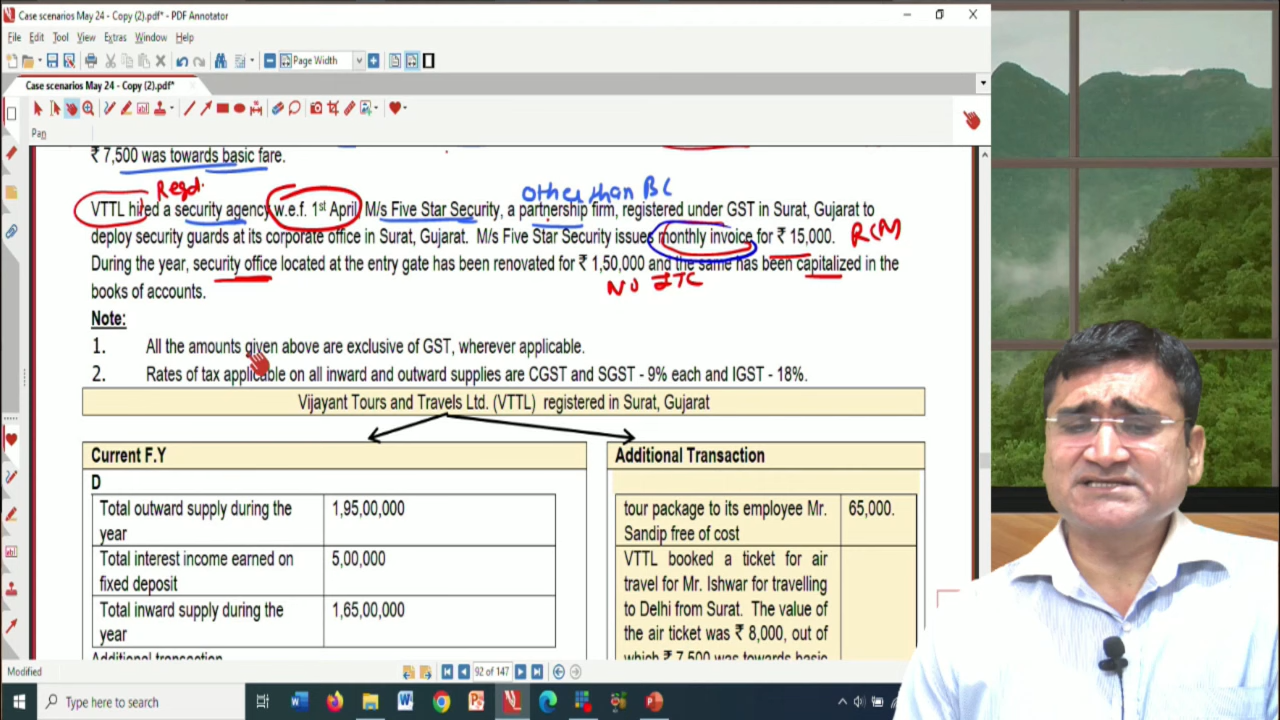 Case scenarios May 24 - Copy (2).pdf* - PDF Annotator
File Edit Tool View Extras Window Help
Page Width
Case scenarios May 24 - Copy (2).pdf*
Pan
₹ 7,500 was towards basic fare.
Regd.
other than BC
VTTL hired a security agency w.e.f. 1st April M/s Five Star Security, a partnership firm, registered under GST in Surat, Gujarat to
deploy security guards at its corporate office in Surat, Gujarat. M/s Five Star Security issues monthly invoice for ₹ 15,000. RCM
During the year, security office located at the entry gate has been renovated for ₹ 1,50,000 and the same has been capitalized in the
NO ITC
books of accounts.
Note:
1. All the amounts given above are exclusive of GST, wherever applicable.
2. Rates of tax applicable on all inward and outward supplies are CGST and SGST - 9% each and IGST - 18%.
Vijayant Tours and Travels Ltd. (VTTL) registered in Surat, Gujarat
Current F.Y
D
Total outward supply during the year 1,95,00,000
Total interest income earned on fixed deposit 5,00,000
Total inward supply during the year 1,65,00,000
Additional transaction
Additional Transaction
tour package to its employee Mr. 65,000.
Sandip free of cost
VTTL booked a ticket for air
travel for Mr. Ishwar for travelling
to Delhi from Surat. The value of
the air ticket was ₹ 8,000, out of
which ₹ 7,500 was towards basic
Modified
92 of 147
Type here to search